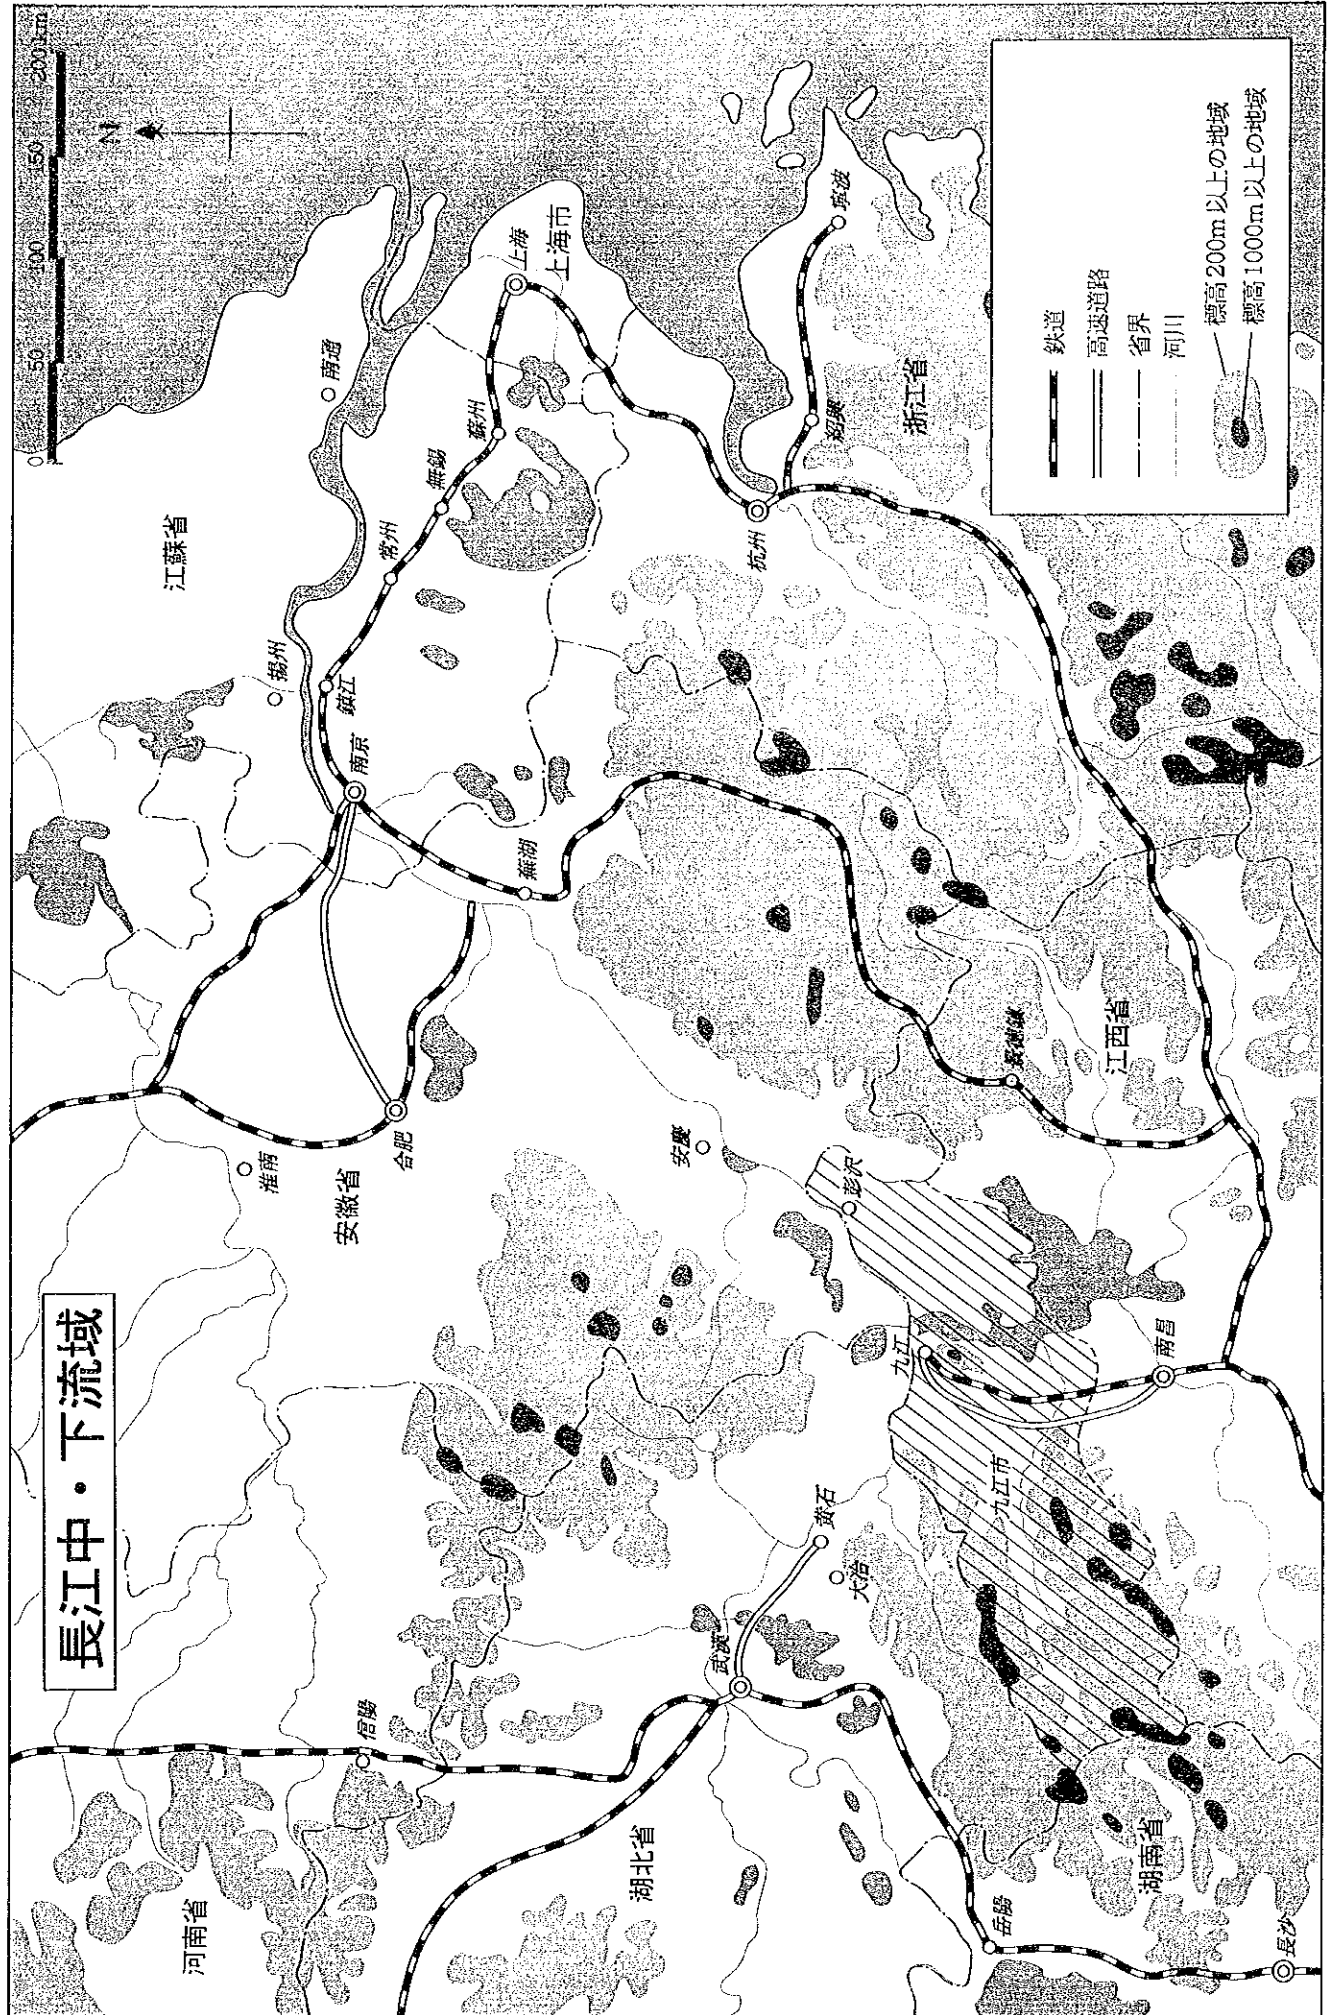 長江中・下流域
0 50 100 150 200km
N
河南省
信陽
湖北省
武漢
黄石
大冶
岳陽
長沙
湖南省
安徽省
淮南
合肥
安慶
蕪湖
彭沢
九江
九江市
南昌
江西省
景徳鎮
江蘇省
揚州
鎮江
南京
常州
無錫
蘇州
南通
上海
上海市
杭州
紹興
寧波
浙江省
鉄道
高速道路
省界
河川
標高200m以上の地域
標高1000m以上の地域